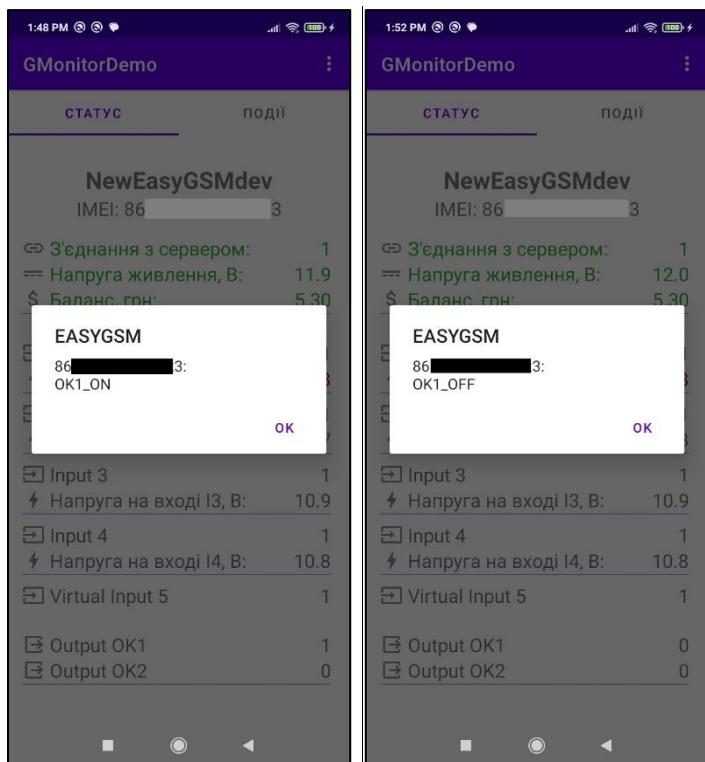 1:48 PM 100
GMonitorDemo
СТАТУС ПОДІЇ
NewEasyGSMdev
IMEI: 86 3
З'єднання з сервером: 1
Напруга живлення, В: 11.9
$ Баланс, грн: 5.30
EASYGSM
86 3:
OK1_ON
OK
Input 3 1
Напруга на вході I3, В: 10.9
Input 4 1
Напруга на вході I4, В: 10.8
Virtual Input 5 1
Output OK1 1
Output OK2 0
1:52 PM 100
GMonitorDemo
СТАТУС ПОДІЇ
NewEasyGSMdev
IMEI: 86 3
З'єднання з сервером: 1
Напруга живлення, В: 12.0
$ Баланс, грн: 5.30
EASYGSM
86 3:
OK1_OFF
OK
Input 3 1
Напруга на вході I3, В: 10.9
Input 4 1
Напруга на вході I4, В: 10.8
Virtual Input 5 1
Output OK1 0
Output OK2 0